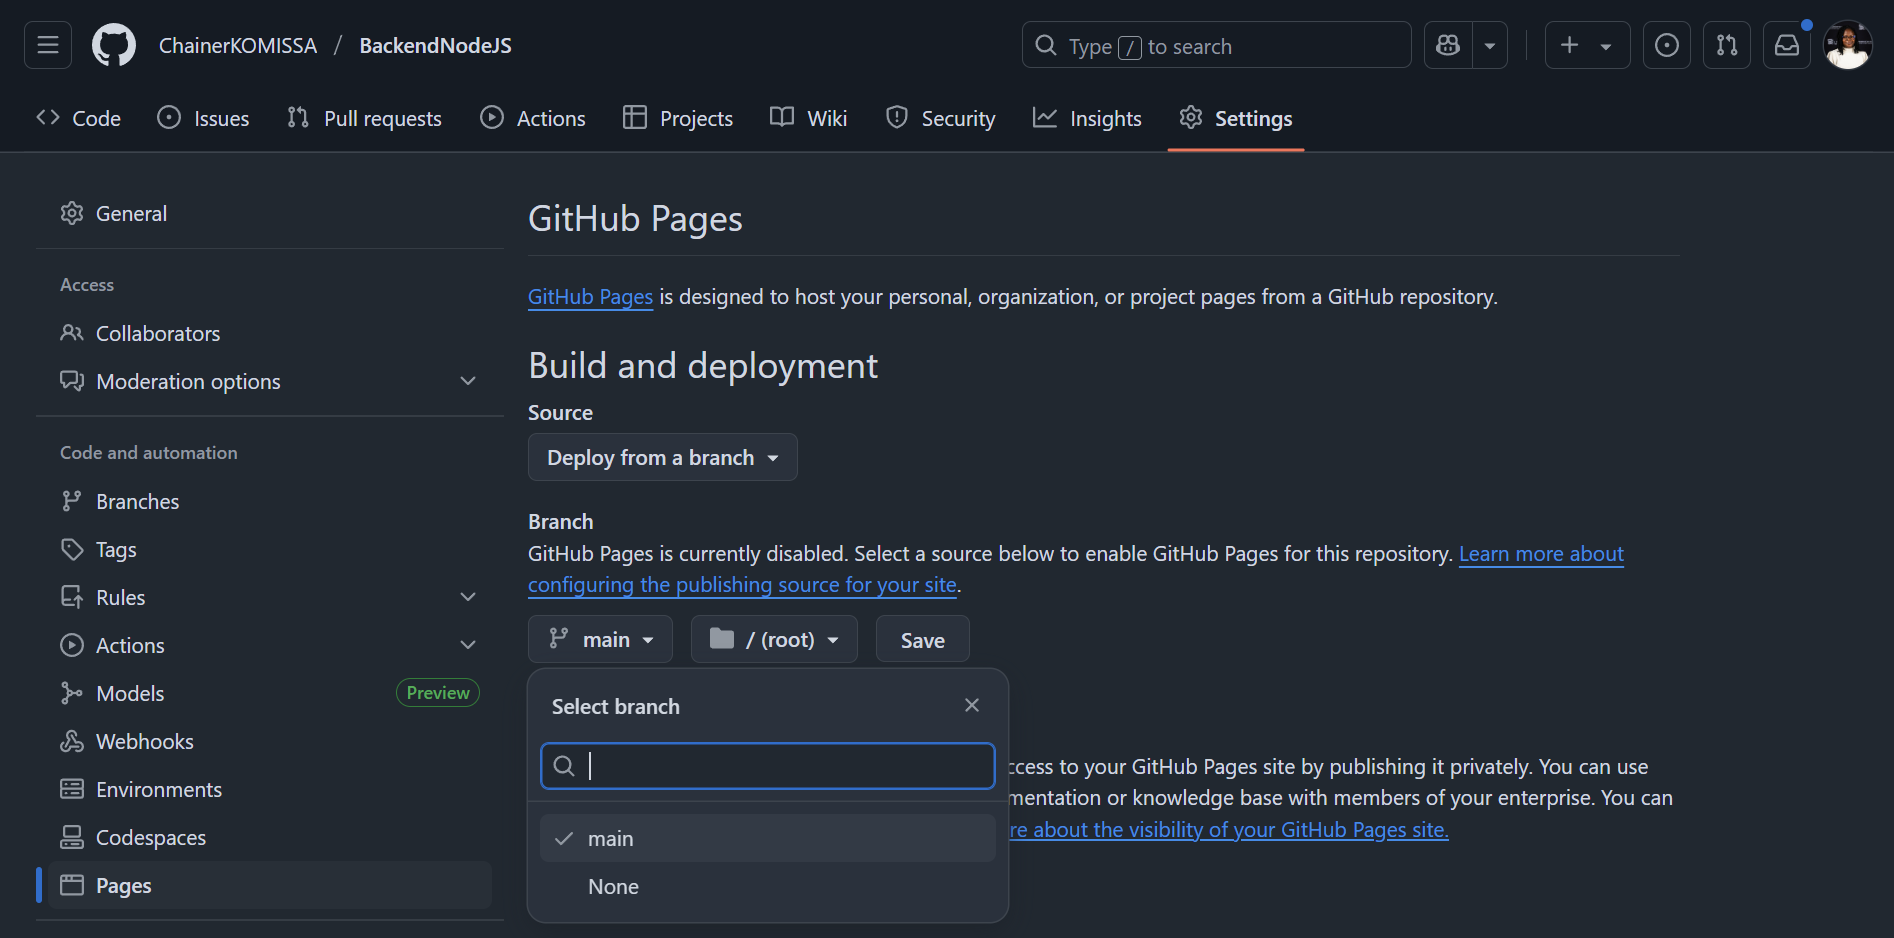 ChainerKOMISSA / BackendNodeJS
Type / to search
Code Issues Pull requests Actions Projects Wiki Security Insights Settings
General
Access
Collaborators
Moderation options
Code and automation
Branches
Tags
Rules
Actions
Models Preview
Webhooks
Environments
Codespaces
Pages
GitHub Pages
GitHub Pages is designed to host your personal, organization, or project pages from a GitHub repository.
Build and deployment
Source
Deploy from a branch
Branch
GitHub Pages is currently disabled. Select a source below to enable GitHub Pages for this repository. Learn more about
configuring the publishing source for your site.
main / (root) Save
Select branch
main
None
to your GitHub Pages site by publishing it privately. You can use
or knowledge base with members of your enterprise. You can
about the visibility of your GitHub Pages site.